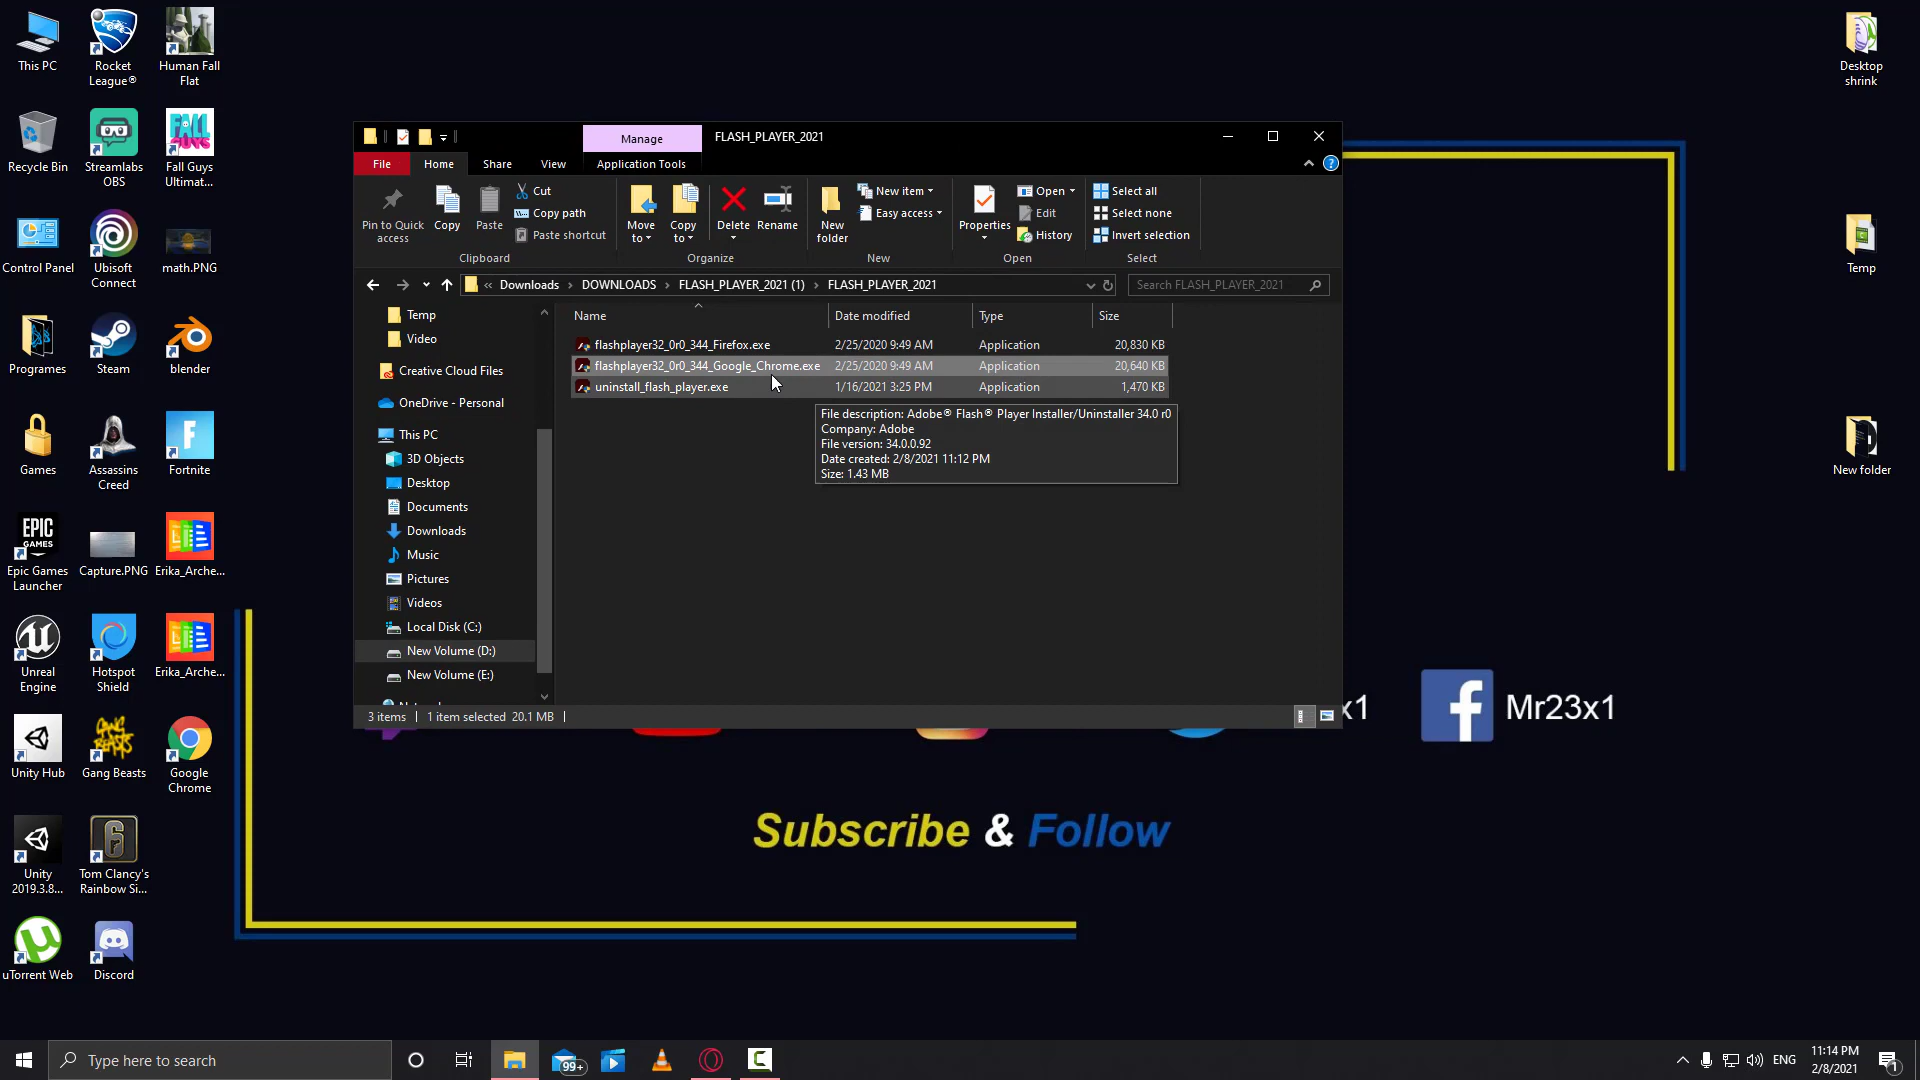 This PC
Rocket
League®
Human Fall
Flat
Desktop
shrink
Recycle Bin
Streamlabs
OBS
FALL
GUYS
Fall Guys
Ultimat...
Control Panel
Ubisoft
Connect
math.PNG
Temp
Programes
Steam
blender
Games
Assassins
Creed
Fortnite
New folder
EPIC
GAMES
Epic Games
Launcher
Capture.PNG
Erika_Arche...
Unreal
Engine
Hotspot
Shield
Erika_Arche...
Unity Hub
GANG
BEASTS
Gang Beasts
Google
Chrome
Unity
2019.3.8...
Tom Clancy's
Rainbow Si...
uTorrent Web
Discord
Manage
FLASH_PLAYER_2021
File
Home
Share
View
Application Tools
Pin to Quick
access
Copy
Paste
Cut
Copy path
Paste shortcut
Clipboard
Move
to
Copy
to
Delete
Rename
Organize
New
folder
New item
Easy access
New
Properties
Open
Edit
History
Open
Select all
Select none
Invert selection
Select
« Downloads > DOWNLOADS > FLASH_PLAYER_2021 (1) > FLASH_PLAYER_2021
Search FLASH_PLAYER_2021
Temp
Video
Creative Cloud Files
OneDrive - Personal
This PC
3D Objects
Desktop
Documents
Downloads
Music
Pictures
Videos
Local Disk (C:)
New Volume (D:)
New Volume (E:)
Name Date modified Type Size
flashplayer32_0r0_344_Firefox.exe 2/25/2020 9:49 AM Application 20,830 KB
flashplayer32_0r0_344_Google_Chrome.exe 2/25/2020 9:49 AM Application 20,640 KB
uninstall_flash_player.exe 1/16/2021 3:25 PM Application 1,470 KB
File description: Adobe® Flash® Player Installer/Uninstaller 34.0 r0
Company: Adobe
File version: 34.0.0.92
Date created: 2/8/2021 11:12 PM
Size: 1.43 MB
3 items
1 item selected 20.1 MB
x1
Mr23x1
Subscribe & Follow
Type here to search
99+
ENG
11:14 PM
2/8/2021
1